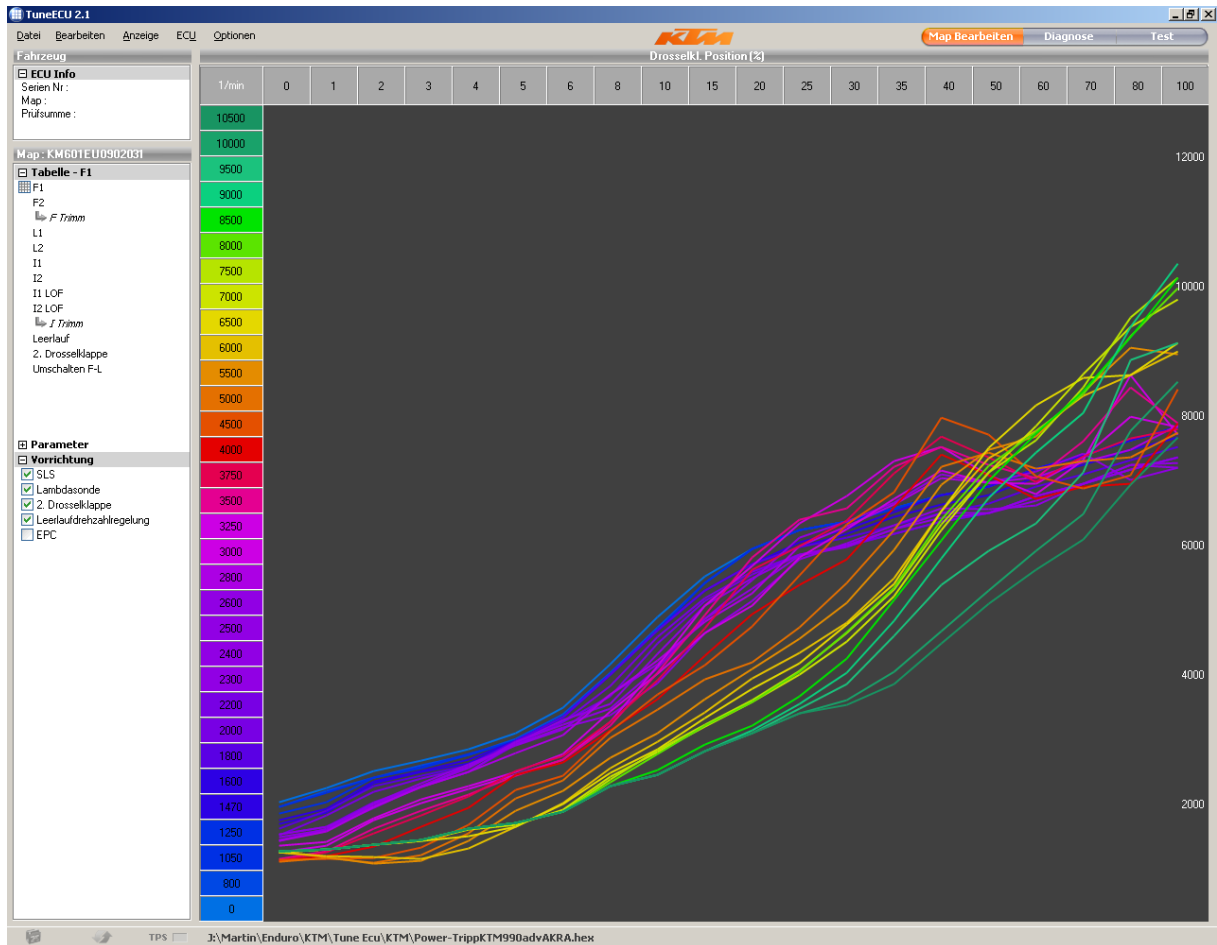 TuneECU 2.1
Datei Bearbeiten Anzeige ECU Optionen
KTM
Map Bearbeiten Diagnose Test
Fahrzeug
Drosselkl. Position (%)
ECU Info
Serien Nr :
Map :
Prüfsumme :
Map : KM601EU0902031
Tabelle - F1
F1
F2
F Trimm
L1
L2
I1
I2
I1 LOF
I2 LOF
I Trimm
Leerlauf
2. Drosselklappe
Umschalten F-L
Parameter
Vorrichtung
SLS
Lambdasonde
2. Drosselklappe
Leerlaufdrehzahlregelung
EPC
1/min 0 1 2 3 4 5 6 8 10 15 20 25 30 35 40 50 60 70 80 100
10500
10000
9500
9000
8500
8000
7500
7000
6500
6000
5500
5000
4500
4000
3750
3500
3250
3000
2800
2600
2500
2400
2300
2200
2000
1800
1600
1470
1250
1050
800
0
12000
10000
8000
6000
4000
2000
TPS
J:\Martin\Enduro\KTM\Tune Ecu\KTM\Power-TrippKTM990advAKRA.hex